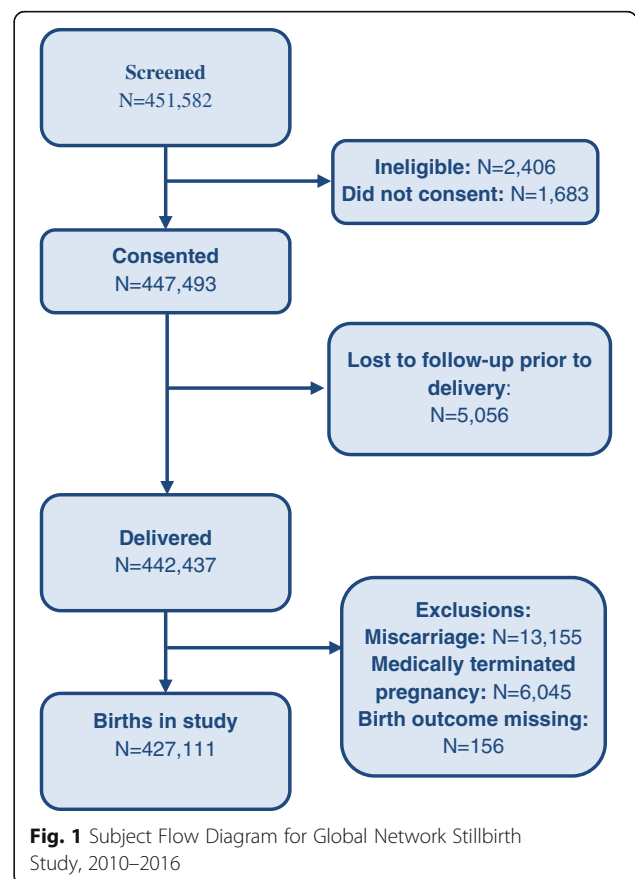 Screened
N=451,582
Ineligible: N=2,406
Did not consent: N=1,683
Consented
N=447,493
Lost to follow-up prior to
delivery:
N=5,056
Delivered
N=442,437
Exclusions:
Miscarriage: N=13,155
Medically terminated
pregnancy: N=6,045
Birth outcome missing:
N=156
Births in study
N=427,111
Fig. 1 Subject Flow Diagram for Global Network Stillbirth
Study, 2010–2016